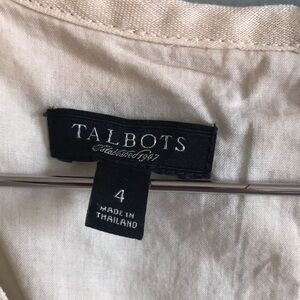 TALBOTS
Established 1947
4
MADE IN
THAILAND